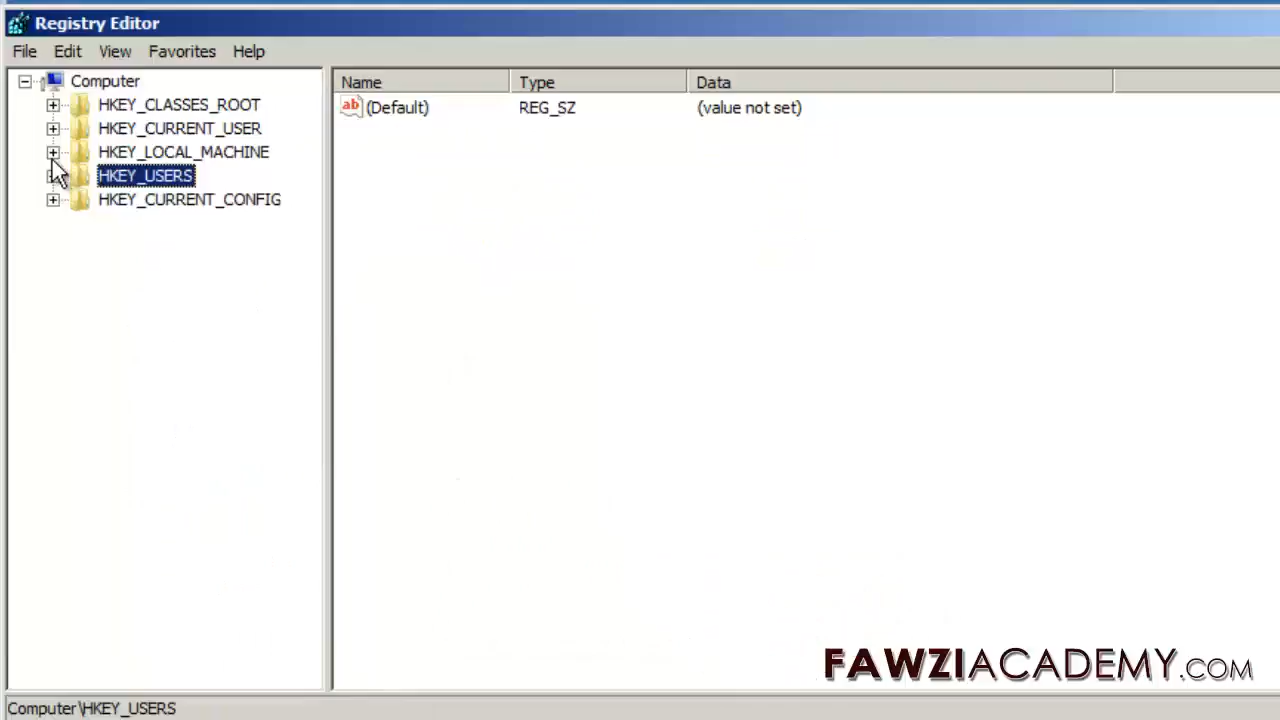 Registry Editor
File Edit View Favorites Help
Computer
HKEY_CLASSES_ROOT
HKEY_CURRENT_USER
HKEY_LOCAL_MACHINE
HKEY_USERS
HKEY_CURRENT_CONFIG
Name Type Data
ab (Default) REG_SZ (value not set)
FAWZIACADEMY.COM
Computer\HKEY_USERS